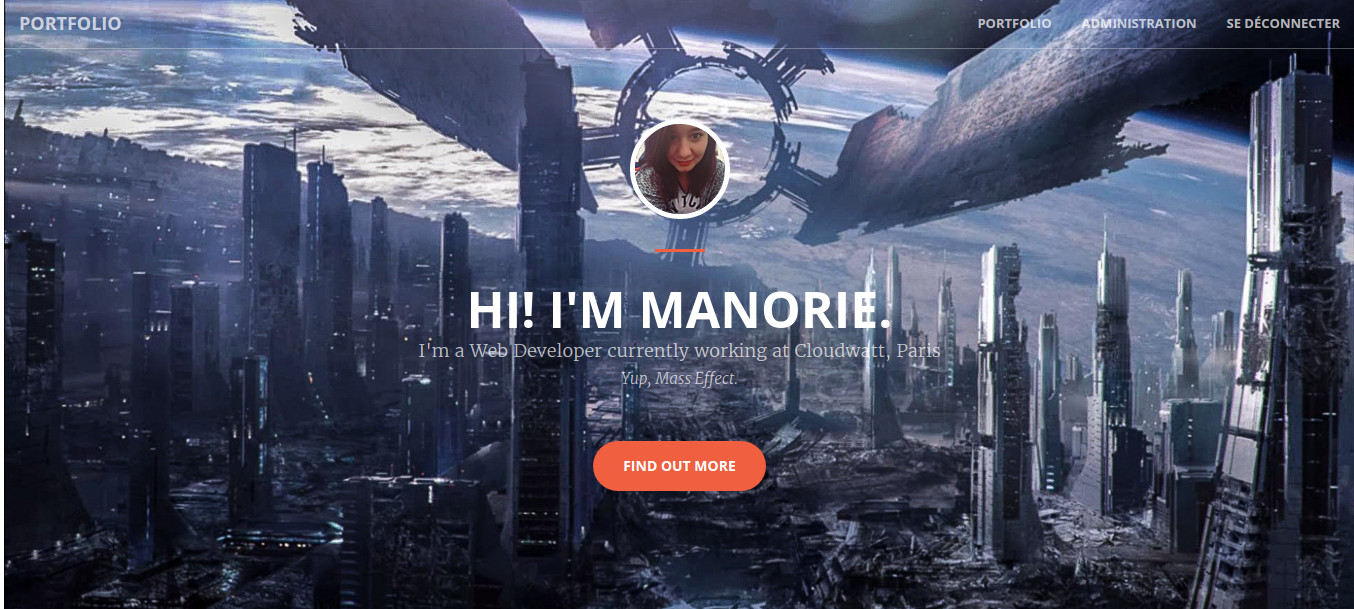 PORTFOLIO
PORTFOLIO ADMINISTRATION SE DÉCONNECTER
HI! I'M MANORIE.
I'm a Web Developer currently working at Cloudwatt, Paris
Yup, Mass Effect.
FIND OUT MORE